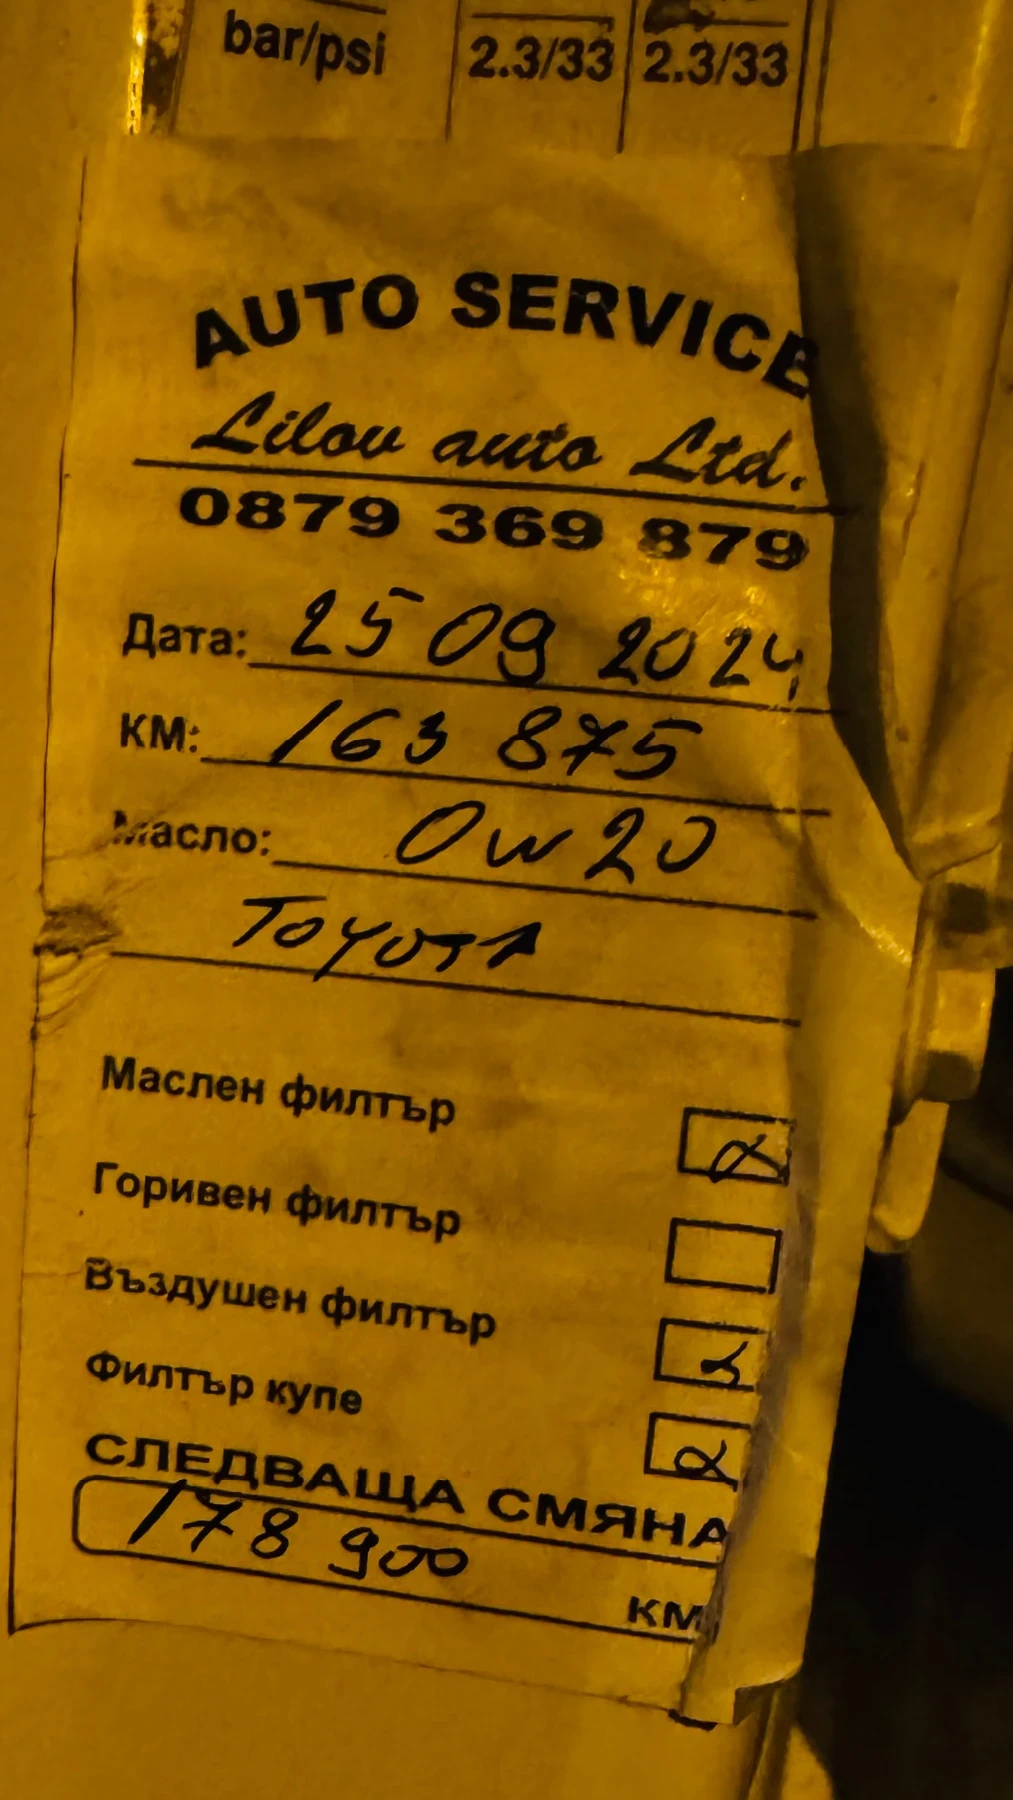 bar/psi 2.3/33 2.3/33
AUTO SERVICE
Lilov auto Ltd.
0879 369 879
Дата: 25 09 2024
КМ: 163 875
Масло: 0w20
TOYOTA
Маслен филтър
Горивен филтър
Въздушен филтър
Филтър купе
СЛЕДВАЩА СМЯНА
178 900
КМ